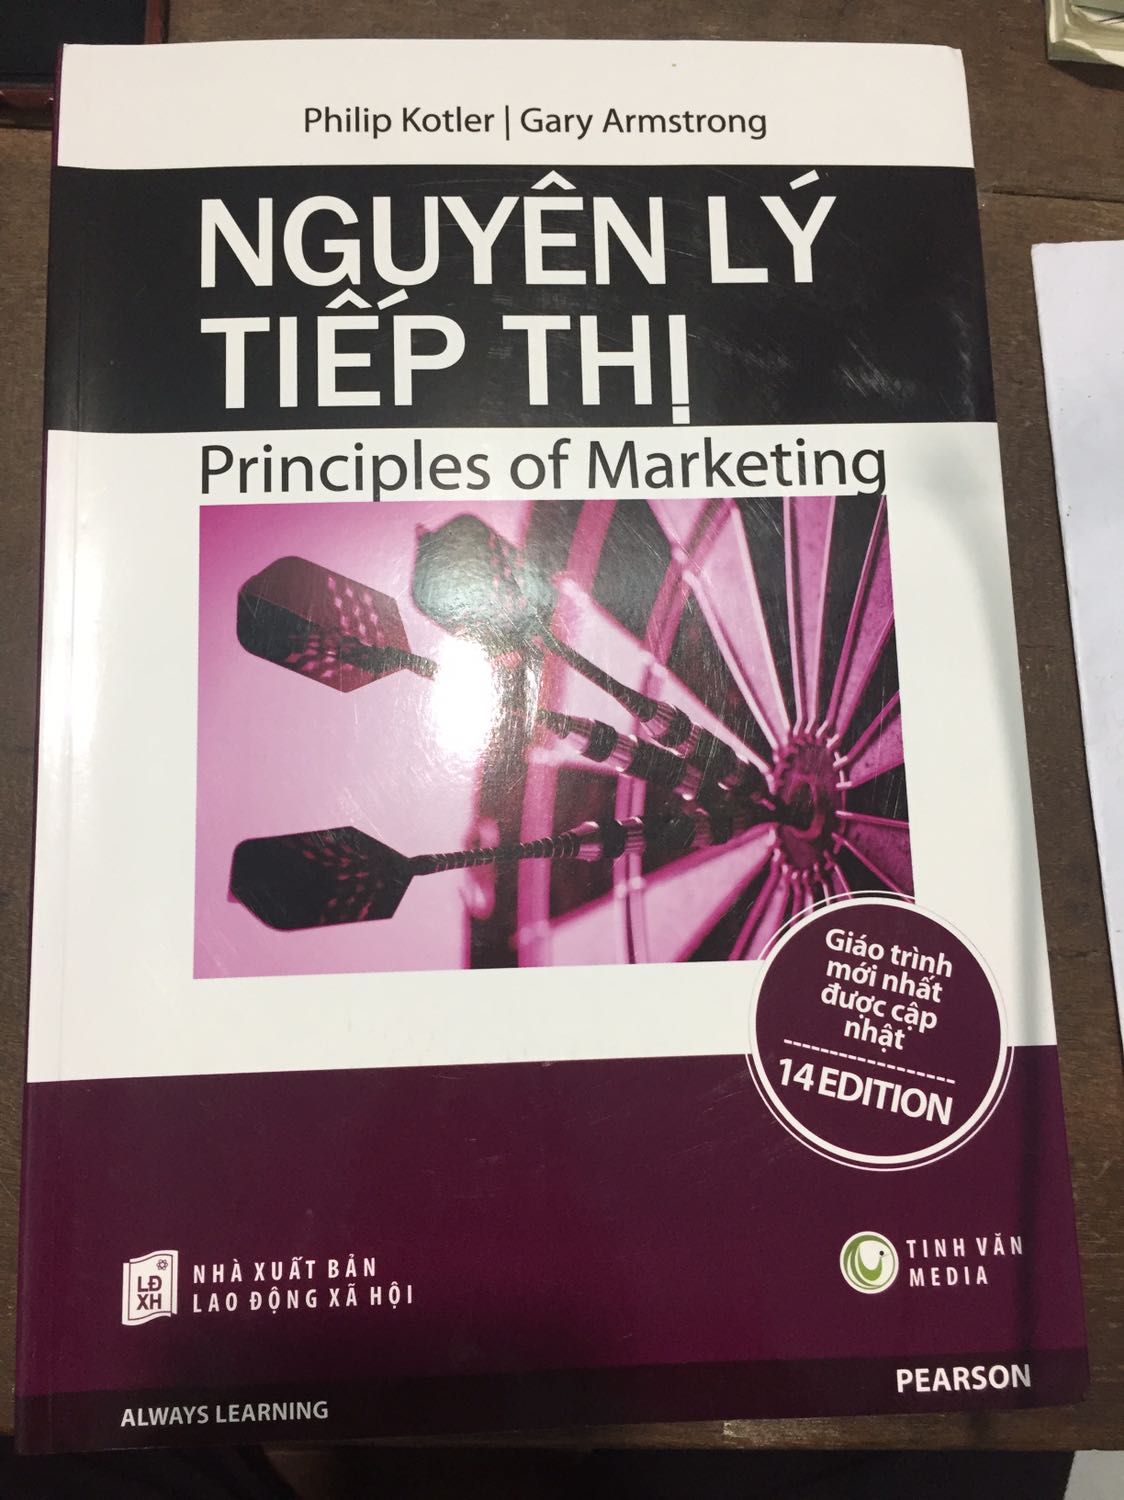 Philip Kotler | Gary Armstrong
NGUYÊN LÝ
TIẾP THỊ
Principles of Marketing
Giáo trình
mới nhất
được cập
nhật
14 EDITION
LĐ
XH
NHÀ XUẤT BẢN
LAO ĐỘNG XÃ HỘI
TINH VĂN
MEDIA
PEARSON
ALWAYS LEARNING